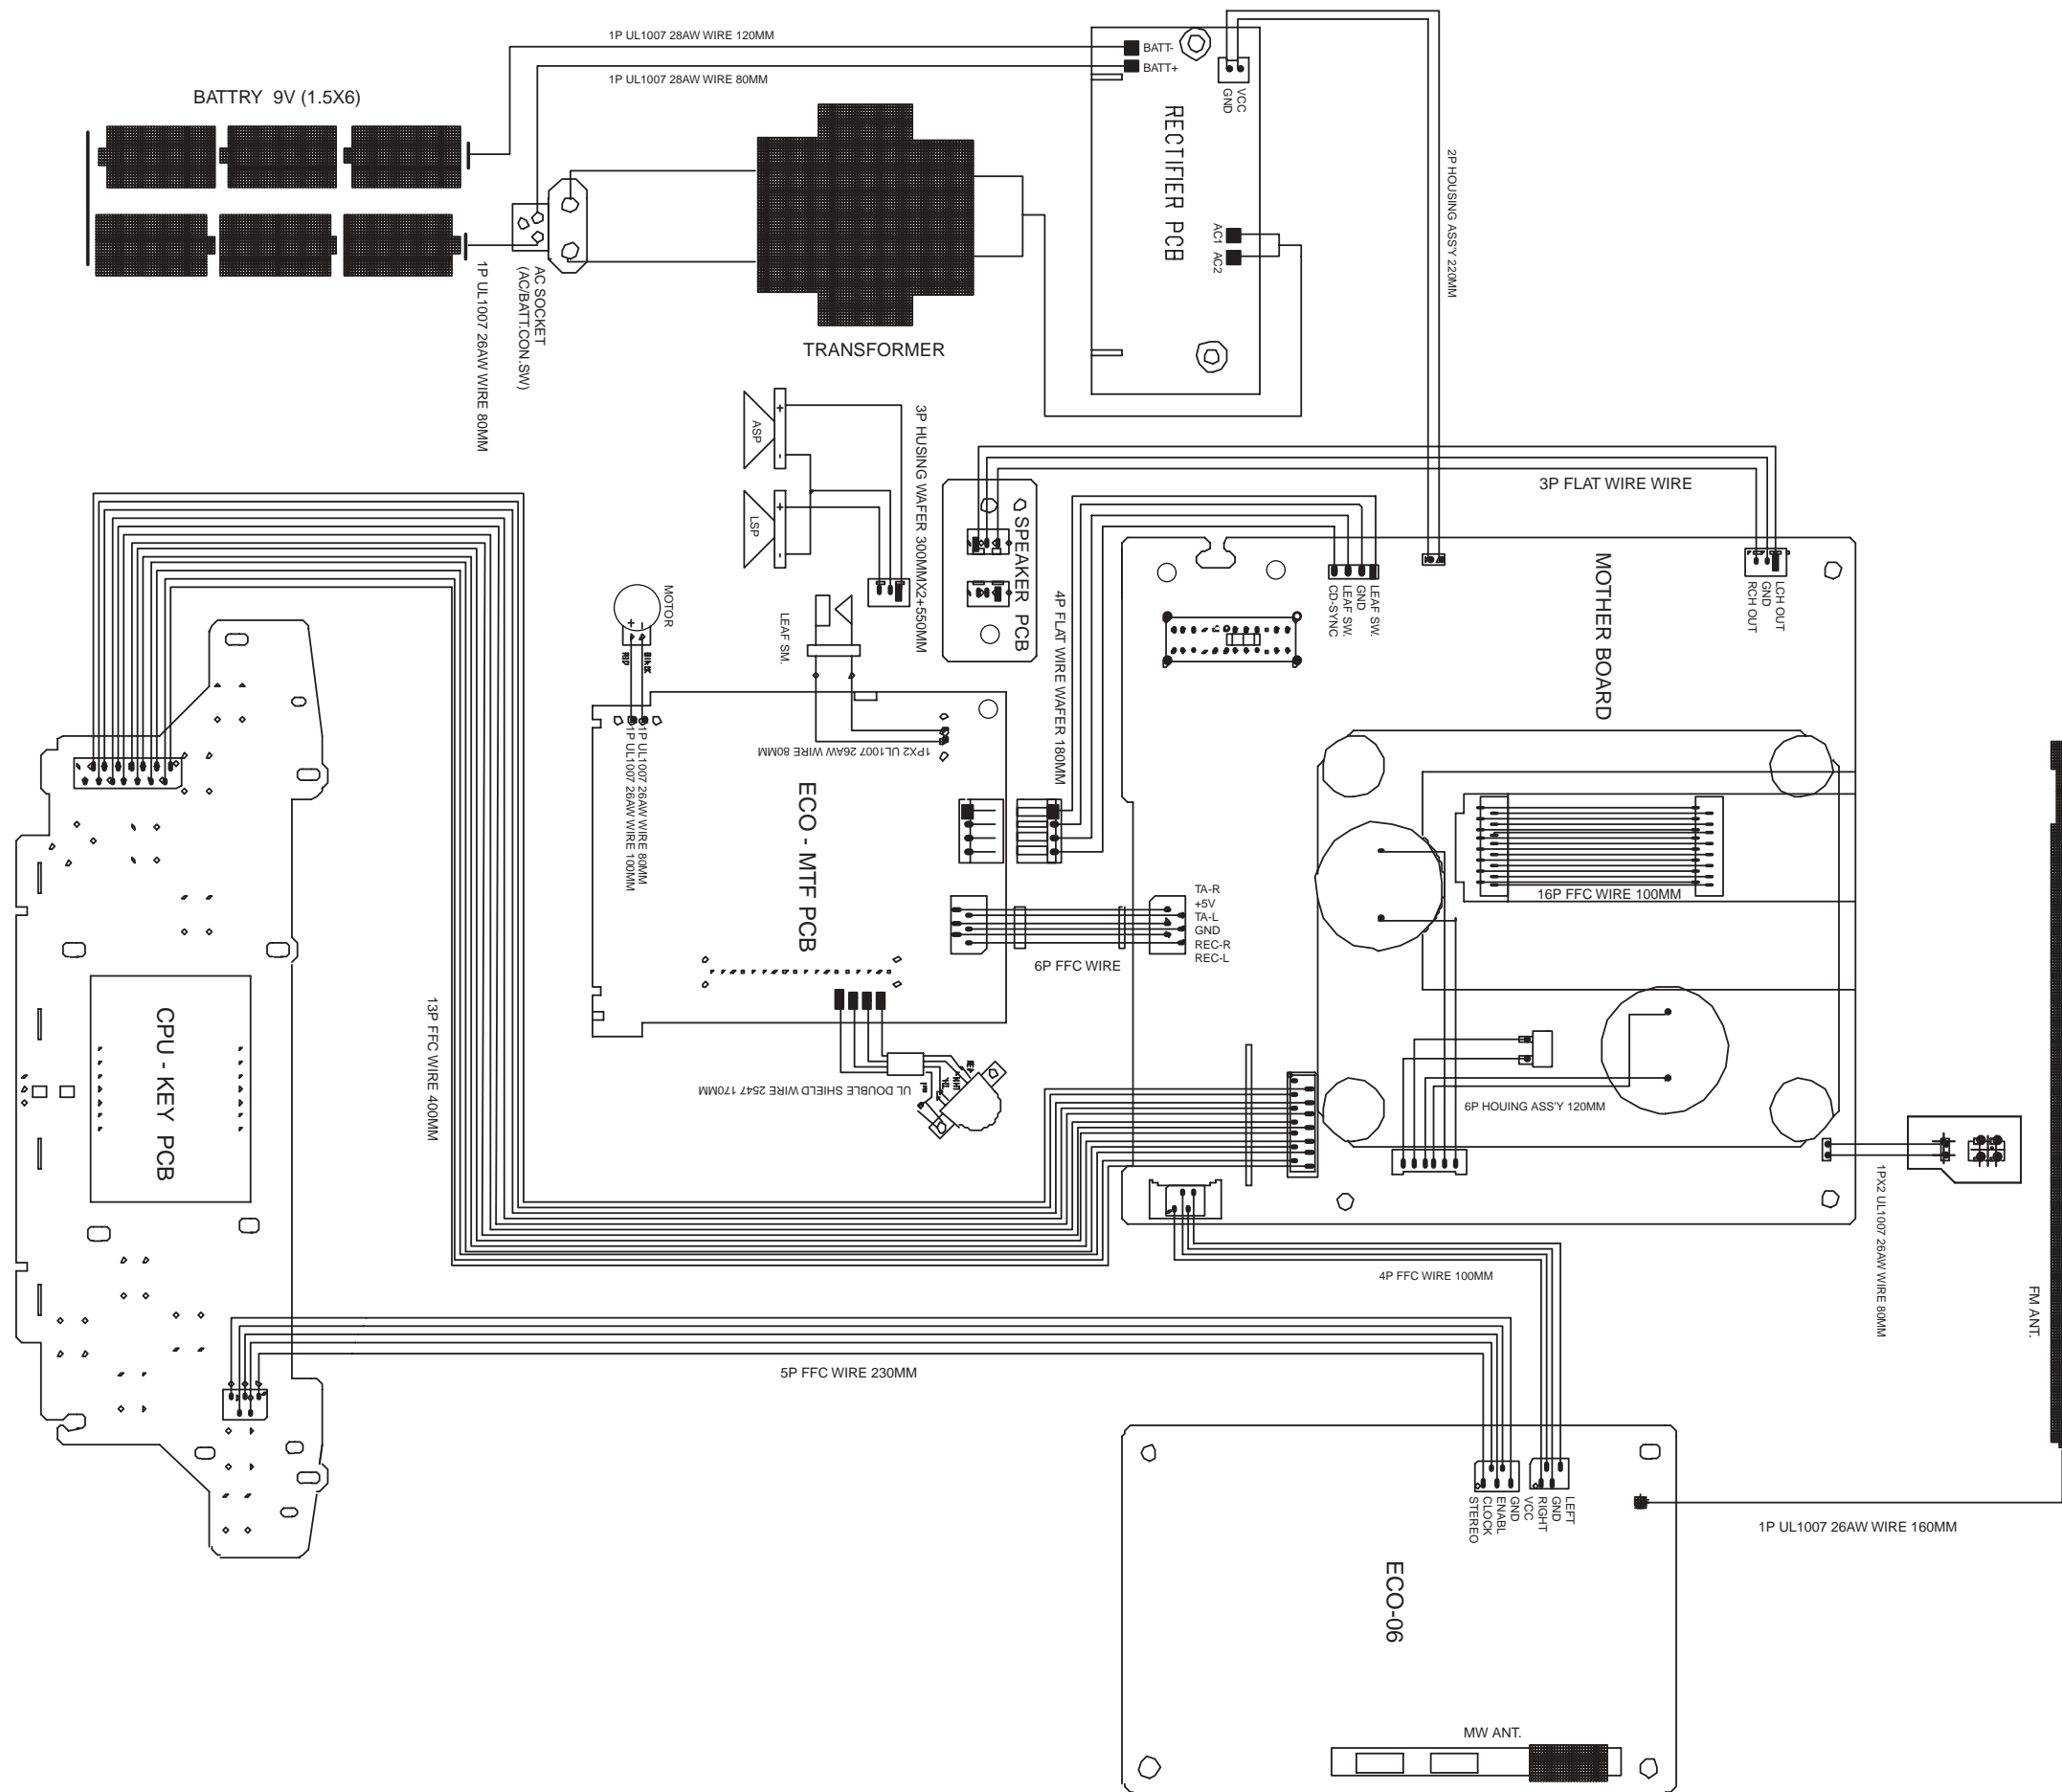 1P UL1007 28AW WIRE 120MM
1P UL1007 28AW WIRE 80MM
BATTRY 9V (1.5X6)
BATT-
BATT+
VCC
GND
RECTIFIER PCB
AC1
AC2
2P HOUSING ASS'Y 220MM
AC SOCKET
(AC/BATT.CON.SW)
1P UL1007 26AW WIRE 80MM
TRANSFORMER
ASP
+
-
LSP
+
-
3P HUSING WAFER 300MMX2+550MM
SPEAKER PCB
3P FLAT WIRE WIRE
MOTOR
+
-
LEAF SM.
4P FLAT WIRE WAFER 180MM
LEAF SW.
GND
LEAF SW.
CD-SYNC
MOTHER BOARD
LCH OUT
GND
RCH OUT
1P UL1007 26AW WIRE 80MM
1P UL1007 26AW WIRE 100MM
1PX2 UL1007 26AW WIRE 80MM
ECO - MTF PCB
16P FFC WIRE 100MM
TA-R
+5V
TA-L
GND
REC-R
REC-L
6P FFC WIRE
CPU - KEY PCB
13P FFC WIRE 400MM
UL DOUBLE SHIELD WIRE 2547 170MM
6P HOUING ASS'Y 120MM
1PX2 UL1007 26AW WIRE 80MM
FM ANT.
4P FFC WIRE 100MM
5P FFC WIRE 230MM
LEFT
GND
RIGHT
VCC
GND
ENABL
CLOCK
STEREO
1P UL1007 26AW WIRE 160MM
ECO-06
MW ANT.